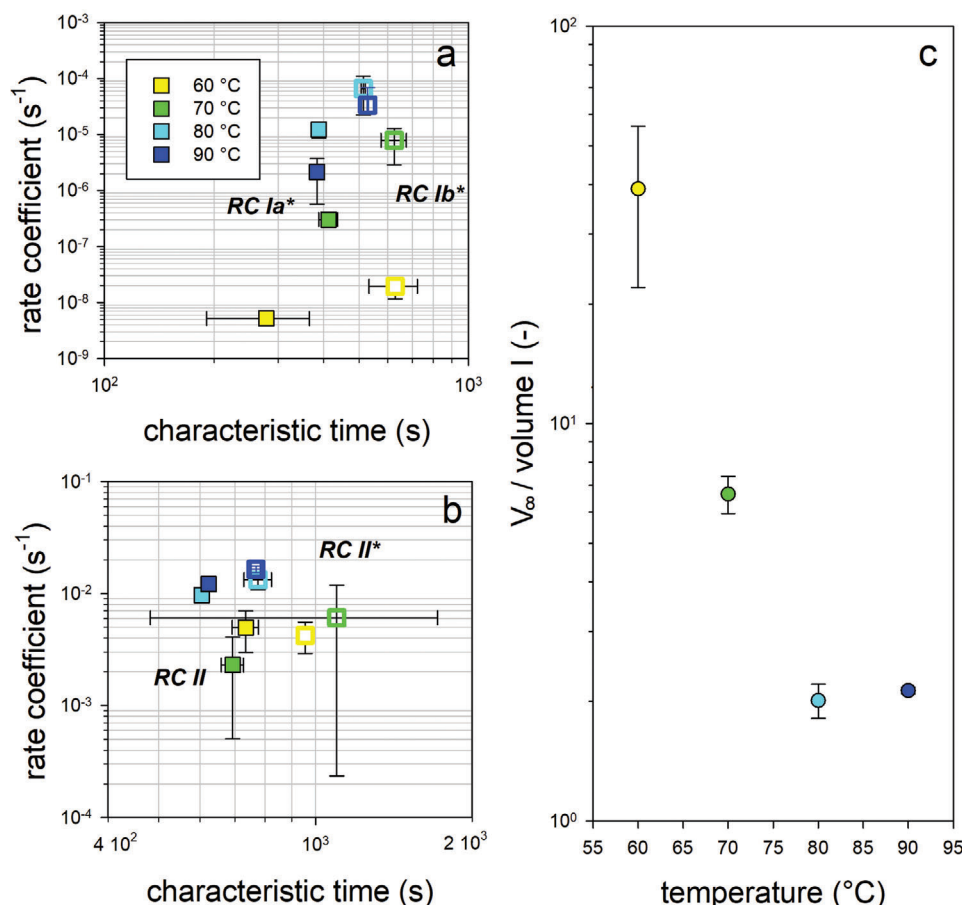 a
rate coefficient (s⁻¹)
10⁻³
10⁻⁴
10⁻⁵
10⁻⁶
10⁻⁷
10⁻⁸
10⁻⁹
60 °C
70 °C
80 °C
90 °C
RC Ia*
RC Ib*
10² 10³
characteristic time (s)
b
rate coefficient (s⁻¹)
10⁻¹
10⁻²
10⁻³
10⁻⁴
RC II*
RC II
4 10² 10³ 2 10³
characteristic time (s)
c
V∞ / volume I (-)
10²
10¹
10⁰
55 60 65 70 75 80 85 90 95
temperature (°C)